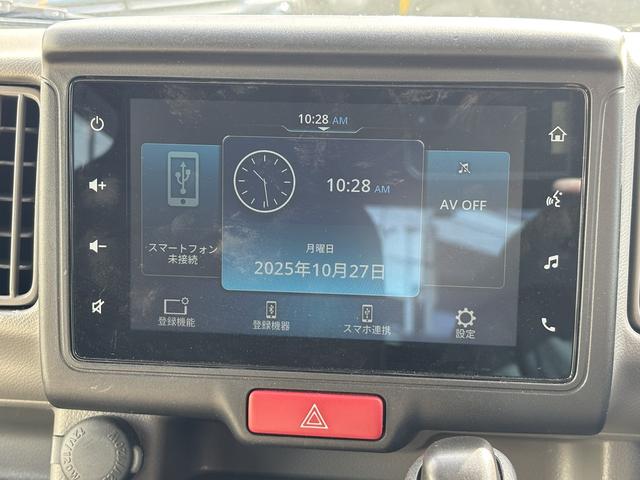 10:28 AM
10:28 AM
AV OFF
スマートフォン
未接続
月曜日
2025年10月27日
登録機能
登録機器
スマホ連携
設定